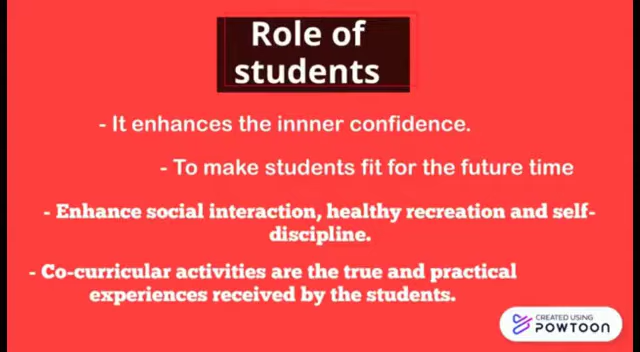 Role of
students
- It enhances the innner confidence.
- To make students fit for the future time
- Enhance social interaction, healthy recreation and self-
discipline.
- Co-curricular activities are the true and practical
experiences received by the students.
CREATED USING
POWTOON